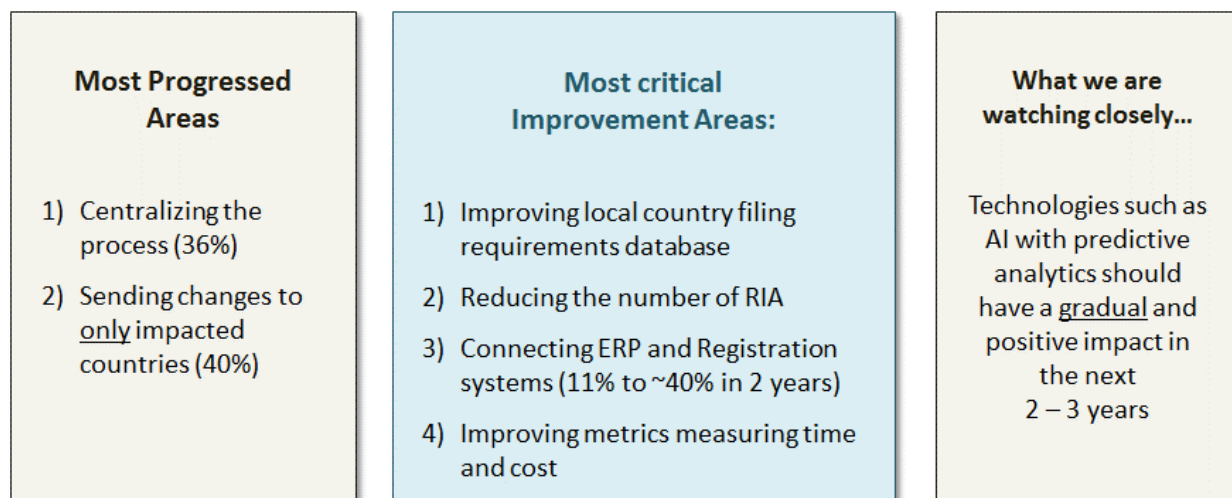 Most Progressed
Areas
1) Centralizing the
process (36%)
2) Sending changes to
only impacted
countries (40%)
Most critical
Improvement Areas:
1) Improving local country filing
requirements database
2) Reducing the number of RIA
3) Connecting ERP and Registration
systems (11% to ~40% in 2 years)
4) Improving metrics measuring time
and cost
What we are
watching closely…
Technologies such as
AI with predictive
analytics should
have a gradual and
positive impact in
the next
2 – 3 years